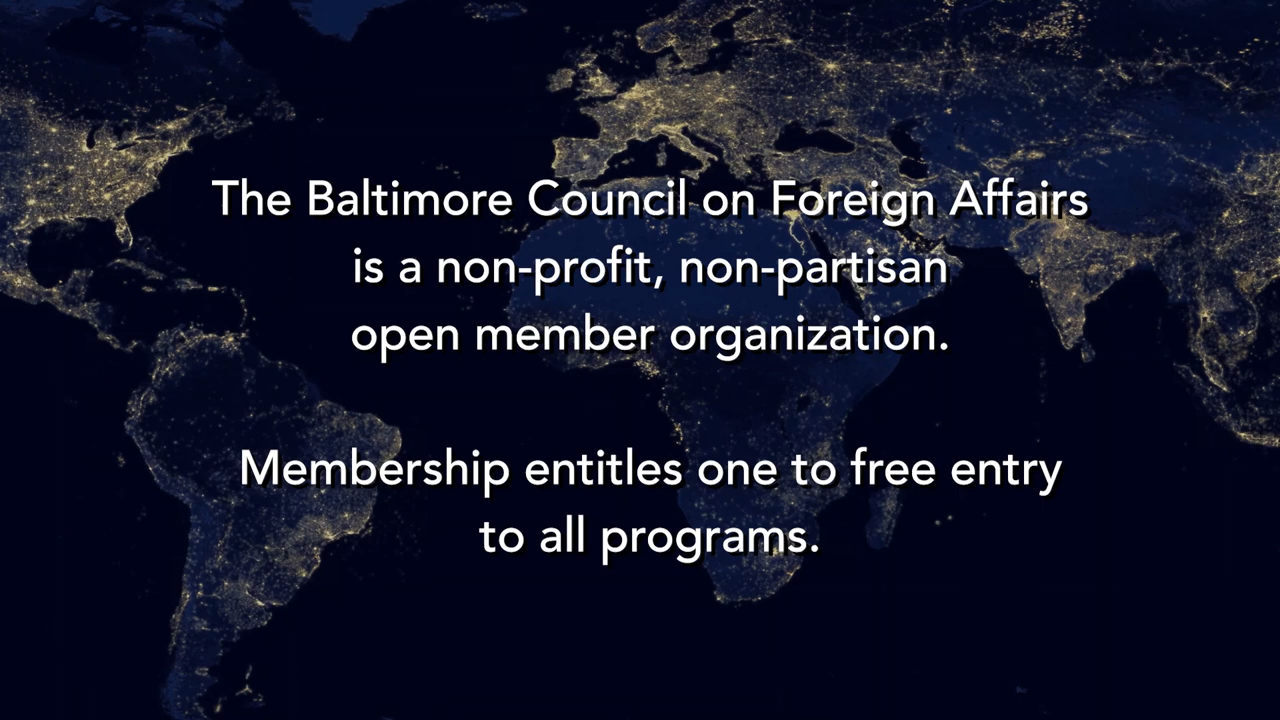 The Baltimore Council on Foreign Affairs
is a non-profit, non-partisan
open member organization.
Membership entitles one to free entry
to all programs.